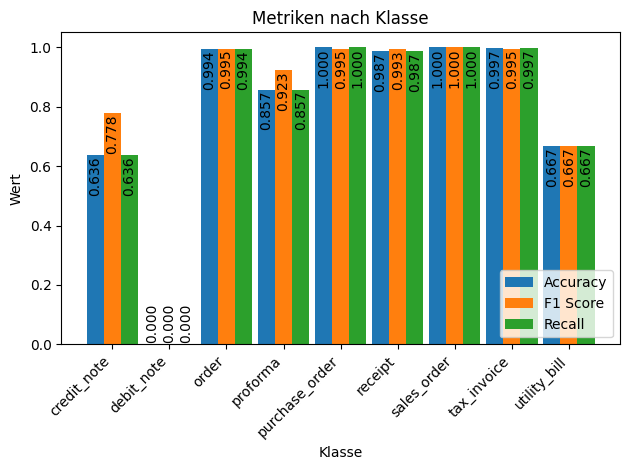 Metriken nach Klasse
Wert
1.0
0.8
0.6
0.4
0.2
0.0
0.636
0.778
0.636
0.000
0.000
0.000
0.994
0.995
0.994
0.857
0.923
0.857
1.000
0.995
1.000
0.987
0.993
0.987
1.000
1.000
1.000
0.997
0.995
0.997
0.667
0.667
0.667
Accuracy
F1 Score
Recall
credit_note
debit_note
order
proforma
purchase_order
receipt
sales_order
tax_invoice
utility_bill
Klasse